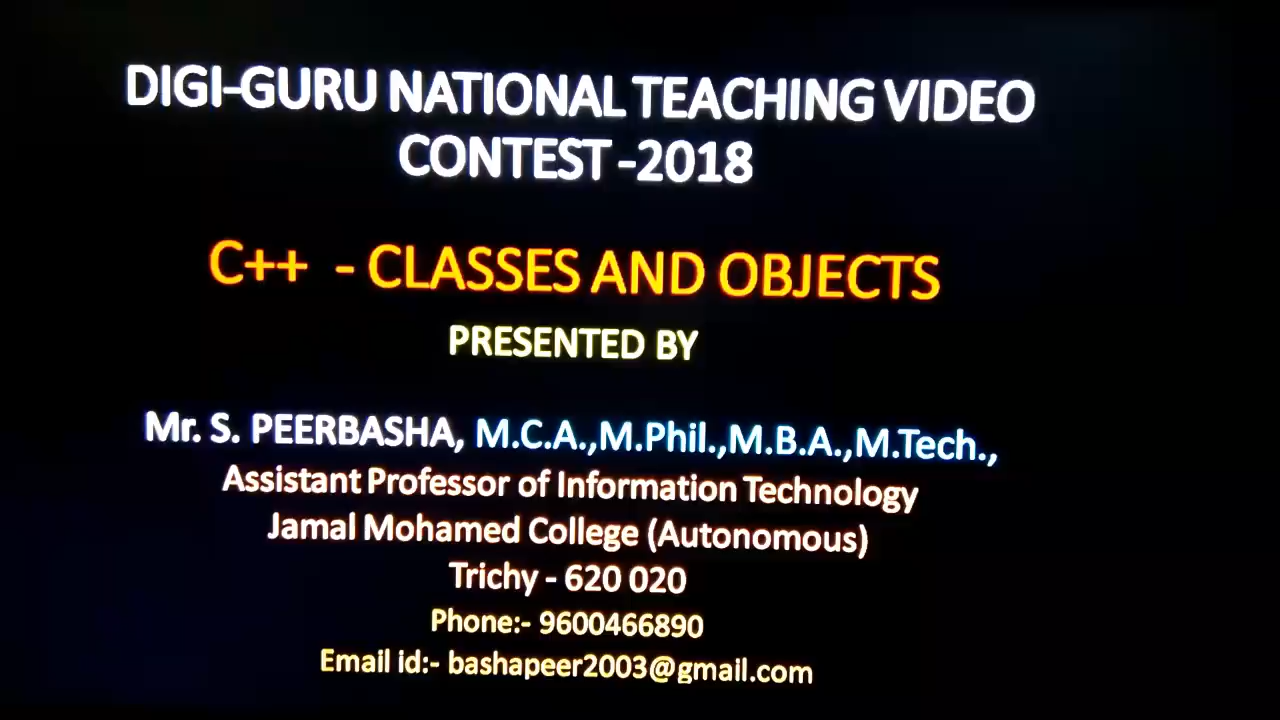 DIGI-GURU NATIONAL TEACHING VIDEO
CONTEST -2018
C++ - CLASSES AND OBJECTS
PRESENTED BY
Mr. S. PEERBASHA, M.C.A.,M.Phil.,M.B.A.,M.Tech.,
Assistant Professor of Information Technology
Jamal Mohamed College (Autonomous)
Trichy - 620 020
Phone:- 9600466890
Email id:- bashapeer2003@gmail.com